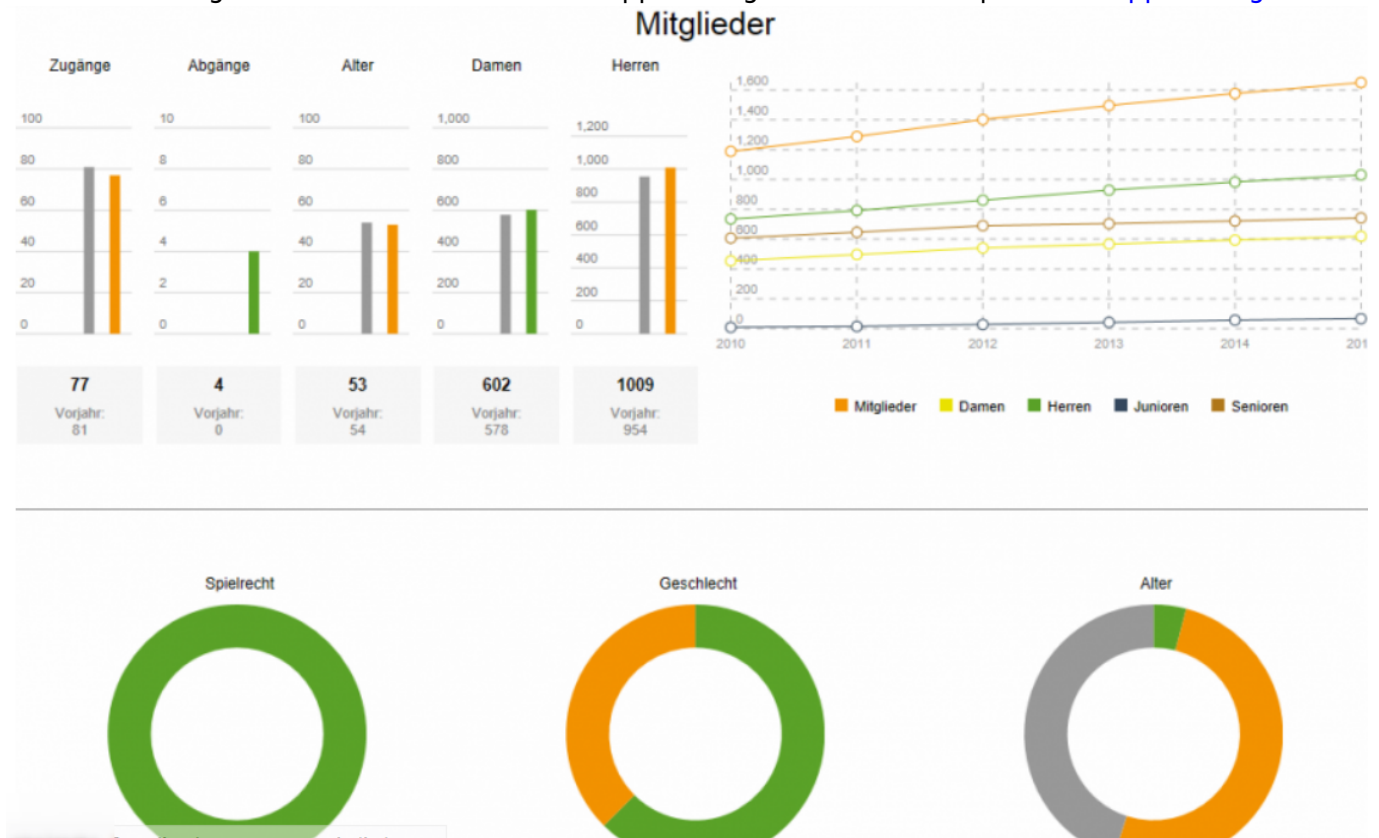 Mitglieder
Zugänge
Abgänge
Alter
Damen
Herren
100
80
60
40
20
0
10
8
6
4
2
0
100
80
60
40
20
0
1,000
800
600
400
200
0
1,200
1,000
800
600
400
200
0
77
Vorjahr:
81
4
Vorjahr:
0
53
Vorjahr:
54
602
Vorjahr:
578
1009
Vorjahr:
954
1,600
1,400
1,200
1,000
800
600
400
200
0
2010
2011
2012
2013
2014
201
Mitglieder
Damen
Herren
Junioren
Senioren
Spielrecht
Geschlecht
Alter